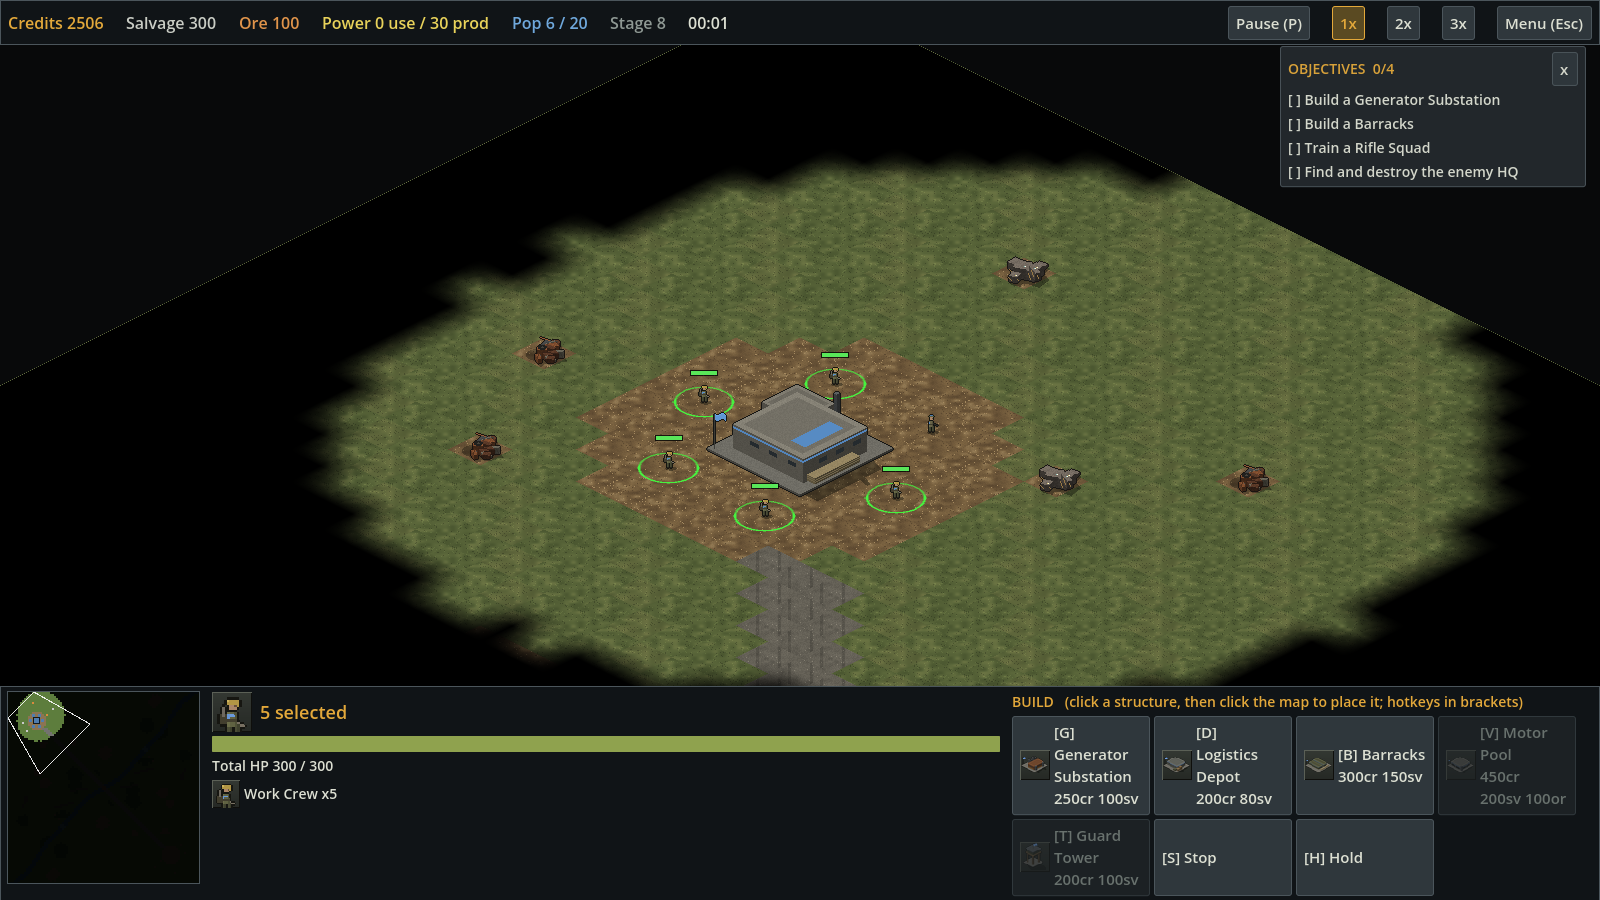 Credits 2506 Salvage 300 Ore 100 Power 0 use / 30 prod Pop 6 / 20 Stage 8 00:01 Pause (P) 1x 2x 3x Menu (Esc)
OBJECTIVES 0/4 x
[ ] Build a Generator Substation
[ ] Build a Barracks
[ ] Train a Rifle Squad
[ ] Find and destroy the enemy HQ
5 selected
Total HP 300 / 300
Work Crew x5
BUILD (click a structure, then click the map to place it; hotkeys in brackets)
[G]
Generator
Substation
250cr 100sv
[D]
Logistics
Depot
200cr 80sv
[B] Barracks
300cr 150sv
[V] Motor
Pool
450cr
200sv 100or
[T] Guard
Tower
200cr 100sv
[S] Stop
[H] Hold